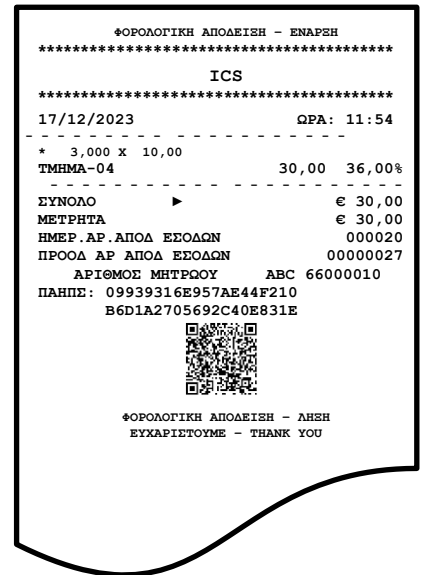 ΦΟΡΟΛΟΓΙΚΗ ΑΠΟΔΕΙΞΗ – ΕΝΑΡΞΗ
******************************************
ICS
******************************************
17/12/2023 ΩΡΑ: 11:54
- - - - - - - - - - - - - - - - - - - -
* 3,000 X 10,00
ΤΜΗΜΑ-04 30,00 36,00%
- - - - - - - - - - - - - - - - - - - -
ΣΥΝΟΛΟ ► € 30,00
ΜΕΤΡΗΤΑ € 30,00
ΗΜΕΡ.ΑΡ.ΑΠΟΔ ΕΣΟΔΩΝ 000020
ΠΡΟΟΔ ΑΡ ΑΠΟΔ ΕΣΟΔΩΝ 00000027
ΑΡΙΘΜΟΣ ΜΗΤΡΩΟΥ ABC 66000010
ΠΑΗΠΣ: 09939316E957AE44F210
B6D1A2705692C40E831E
ΦΟΡΟΛΟΓΙΚΗ ΑΠΟΔΕΙΞΗ – ΛΗΞΗ
ΕΥΧΑΡΙΣΤΟΥΜΕ – THANK YOU